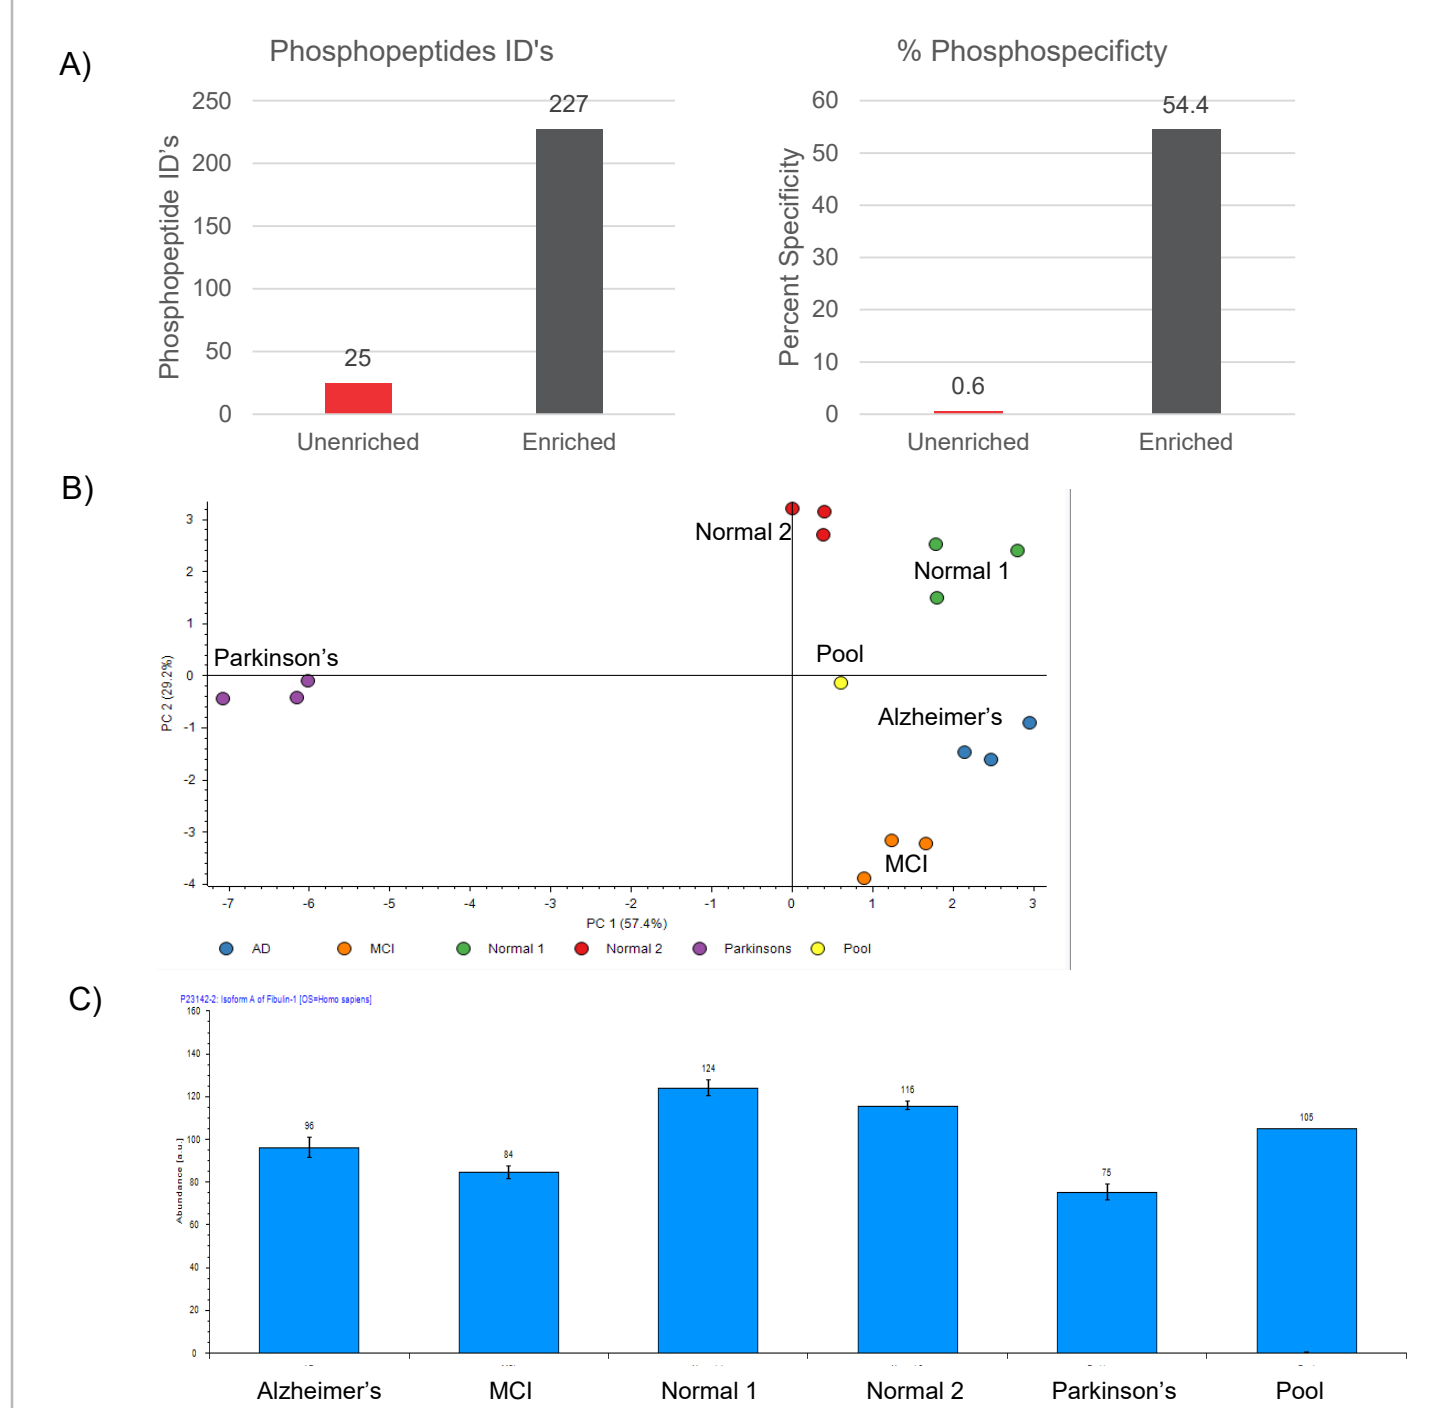 A)
Phosphopeptides ID's
Phosphopeptide ID’s
250
200
150
100
50
0
25
227
Unenriched
Enriched
% Phosphospecificty
Percent Specificity
60
50
40
30
20
10
0
0.6
54.4
Unenriched
Enriched
B)
PC 2 (29.2%)
3
2
1
0
-1
-2
-3
-4
Normal 2
Normal 1
Parkinson’s
Pool
Alzheimer’s
MCI
-7 -6 -5 -4 -3 -2 -1 0 1 2 3
PC 1 (57.4%)
AD MCI Normal 1 Normal 2 Parkinsons Pool
C)
P23142-2: Isoform A of Fibulin-1 [OS=Homo sapiens]
Abundance [a.u.]
160
140
120
100
80
60
40
20
0
96
84
124
116
75
105
Alzheimer’s MCI Normal 1 Normal 2 Parkinson’s Pool